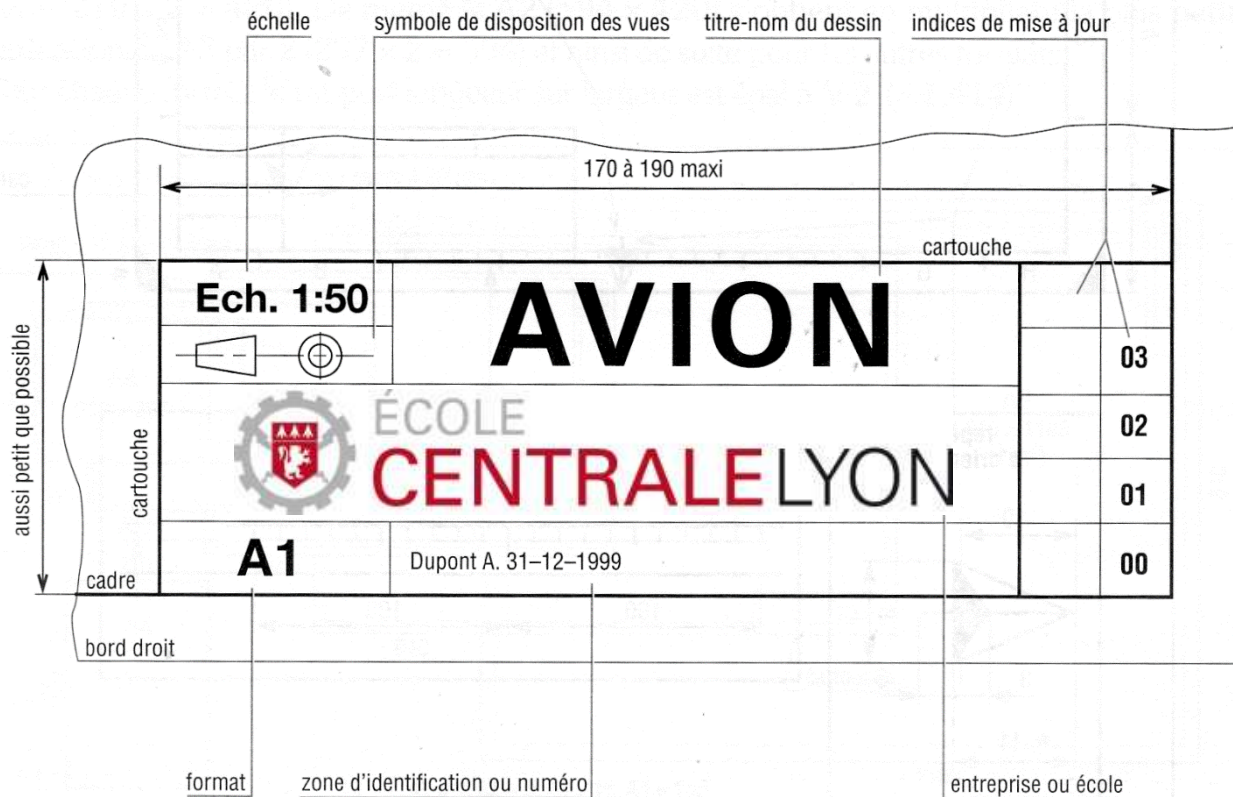 échelle
symbole de disposition des vues
titre-nom du dessin
indices de mise à jour
170 à 190 maxi
cartouche
aussi petit que possible
cartouche
Ech. 1:50
AVION
03
02
01
00
ÉCOLE
CENTRALELYON
A1
Dupont A. 31–12–1999
cadre
bord droit
format
zone d'identification ou numéro
entreprise ou école